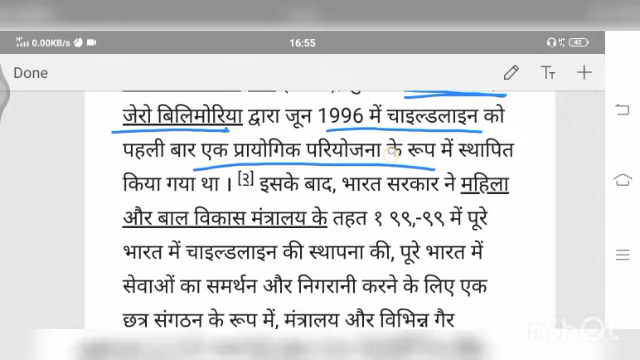 0.00KB/s 16:55 42
Done
जेरो बिलिमोरिया द्वारा जून 1996 में चाइल्डलाइन को
पहली बार एक प्रायोगिक परियोजना के रूप में स्थापित
किया गया था । [3] इसके बाद, भारत सरकार ने महिला
और बाल विकास मंत्रालय के तहत १ ९९,-९९ में पूरे
भारत में चाइल्डलाइन की स्थापना की, पूरे भारत में
सेवाओं का समर्थन और निगरानी करने के लिए एक
छत्र संगठन के रूप में, मंत्रालय और विभिन्न गैर
InShOt